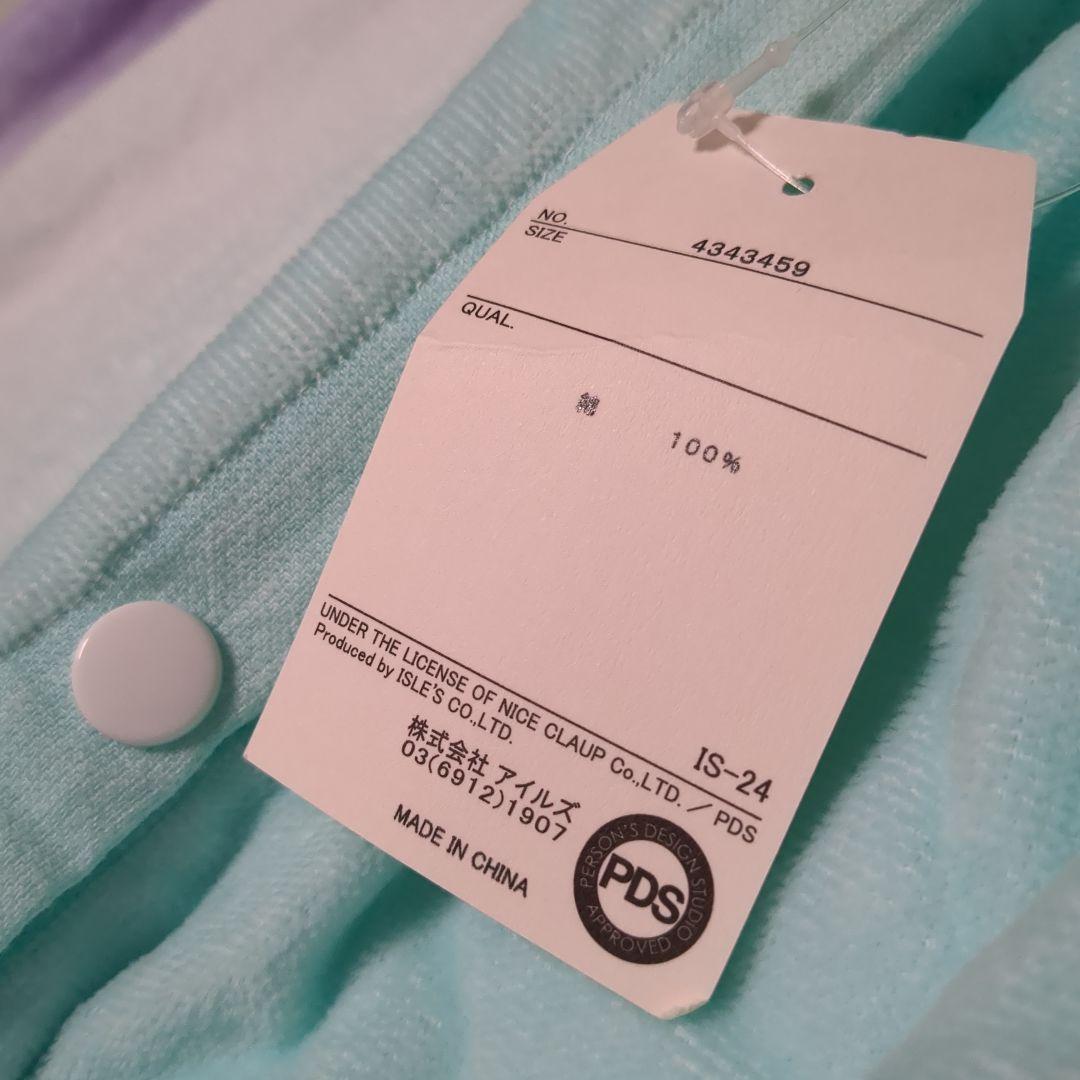 NO.
4343459
SIZE
QUAL.
綿
100%
IS-24
UNDER THE LICENSE OF NICE CLAUP Co.,LTD. / PDS
Produced by ISLE'S CO.,LTD.
株式会社 アイルズ
03(6912)1907
MADE IN CHINA
PERSON'S DESIGN STUDIO
PDS
APPROVED